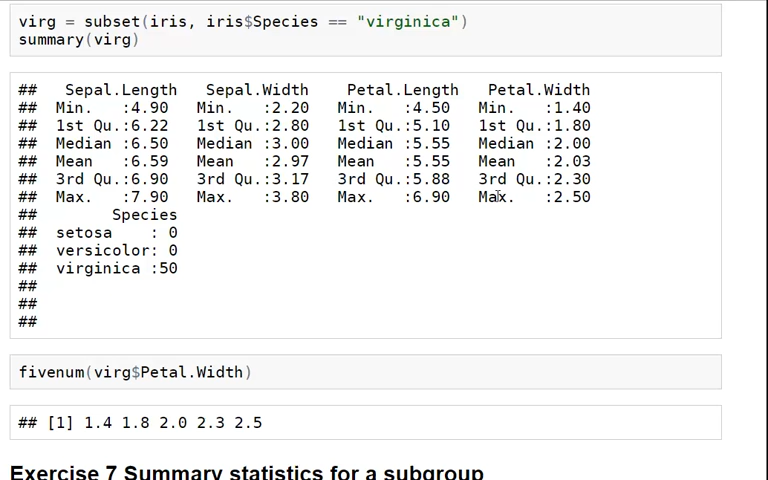 virg = subset(iris, iris$Species == "virginica")
summary(virg)
##   Sepal.Length   Sepal.Width    Petal.Length   Petal.Width
##  Min.   :4.90   Min.   :2.20   Min.   :4.50   Min.   :1.40
##  1st Qu.:6.22   1st Qu.:2.80   1st Qu.:5.10   1st Qu.:1.80
##  Median :6.50   Median :3.00   Median :5.55   Median :2.00
##  Mean   :6.59   Mean   :2.97   Mean   :5.55   Mean   :2.03
##  3rd Qu.:6.90   3rd Qu.:3.17   3rd Qu.:5.88   3rd Qu.:2.30
##  Max.   :7.90   Max.   :3.80   Max.   :6.90   Max.   :2.50
##        Species
##  setosa    : 0
##  versicolor: 0
##  virginica :50
##
##
##
fivenum(virg$Petal.Width)
## [1] 1.4 1.8 2.0 2.3 2.5
Exercise 7 Summary statistics for a subgroup